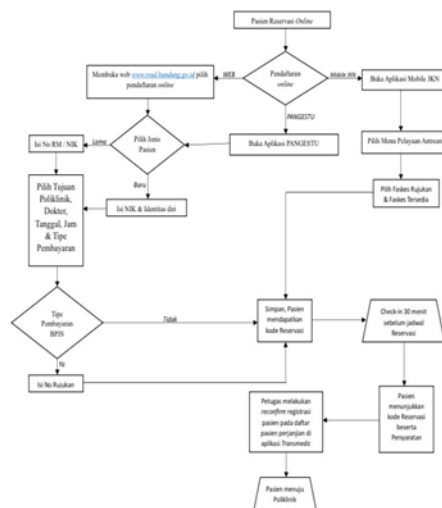 Pasien Reservasi Online
Pendaftaran
online
WEB
Mobile JKN
PANGESTU
Membuka web www.rsud.bandung.go.id pilih
pendaftaran online
Buka Aplikasi Mobile JKN
Pilih Menu Pelayaan Antrean
Pilih Faskes Rujukan
& Faskes Tersedia
Buka Aplikasi PANGESTU
Pilih Jenis
Pasien
Lama
Baru
Isi No RM / NIK
Isi NIK & Identitas diri
Pilih Tujuan
Poliklinik,
Dokter,
Tanggal, Jam
& Tipe
Pembayaran
Tipe
Pembayaran
BPJS
Tidak
Ya
Isi No Rujukan
Simpan, Pasien
mendapatkan
kode Reservasi
Check-in 30 menit
sebelum jadwal
Reservasi
Pasien
menunjukkan
kode Reservasi
beserta
Persyaratan
Petugas melakukan
reconfirm registrasi
pasien pada daftar
pasien perjanjian di
aplikasi Transmedic
Pasien menuju
Poliklinik